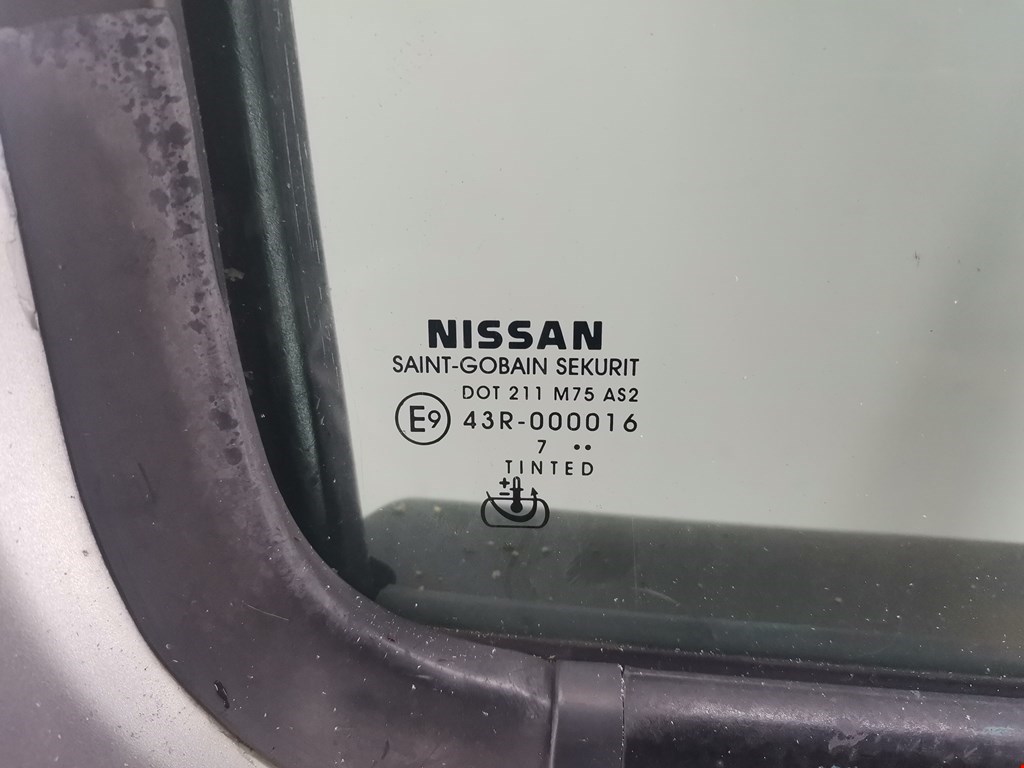 NISSAN
SAINT-GOBAIN SEKURIT
DOT 211 M75 AS2
E9 43R-000016
7 ••
TINTED